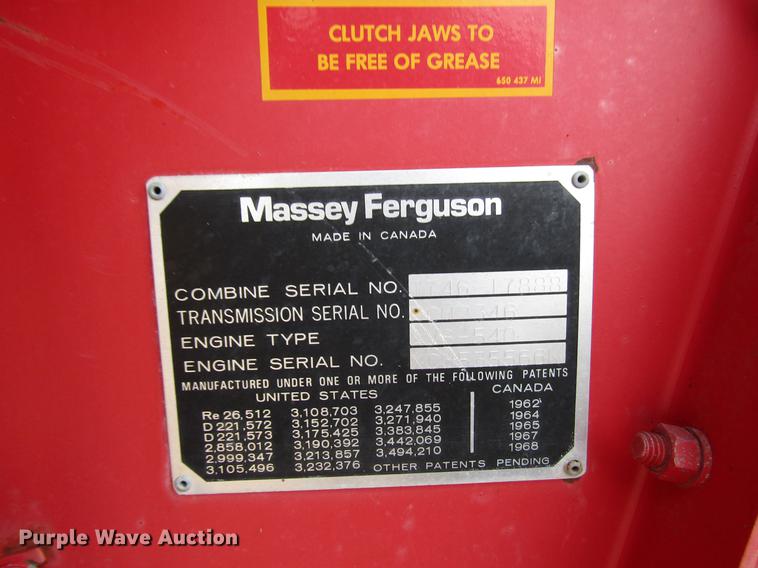 CLUTCH JAWS TO
BE FREE OF GREASE
650 437 MI
Massey Ferguson
MADE IN CANADA
COMBINE SERIAL NO. 17888
TRANSMISSION SERIAL NO.
ENGINE TYPE
ENGINE SERIAL NO.
MANUFACTURED UNDER ONE OR MORE OF THE FOLLOWING PATENTS
UNITED STATES CANADA
Re 26,512 3,108,703 3,247,855 1962
D 221,572 3,152,702 3,271,940 1964
D 221,573 3,175,425 3,383,845 1965
2,858,012 3,190,392 3,442,069 1967
2,999,347 3,213,857 3,494,210 1968
3,105,496 3,232,376 OTHER PATENTS PENDING
Purple Wave Auction